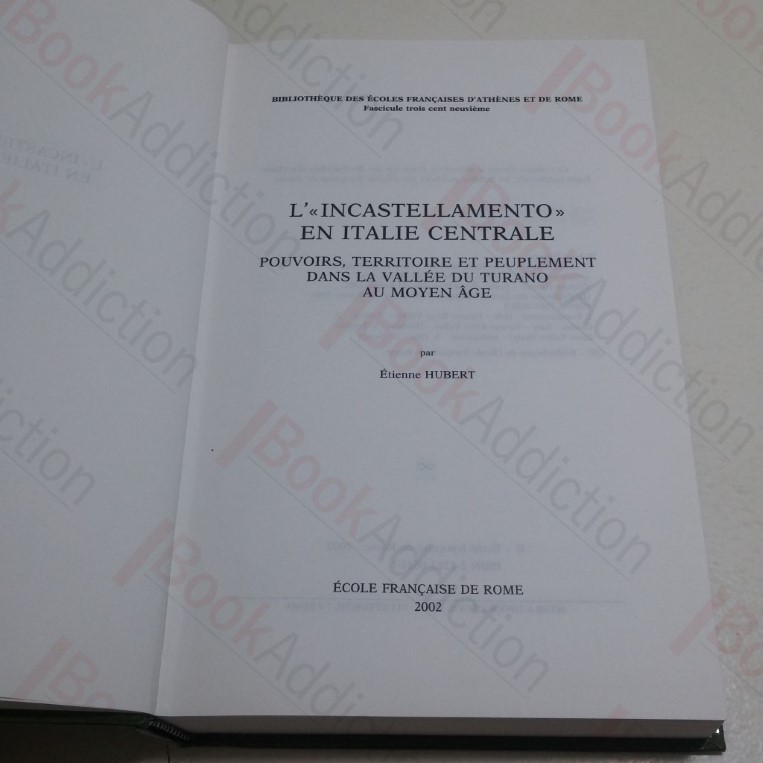 BIBLIOTHÈQUE DES ÉCOLES FRANÇAISES D'ATHÈNES ET DE ROME
Fascicule trois cent neuvième
L'« INCASTELLAMENTO »
EN ITALIE CENTRALE
POUVOIRS, TERRITOIRE ET PEUPLEMENT
DANS LA VALLÉE DU TURANO
AU MOYEN ÂGE
par
Étienne HUBERT
ÉCOLE FRANÇAISE DE ROME
2002
BookAddiction